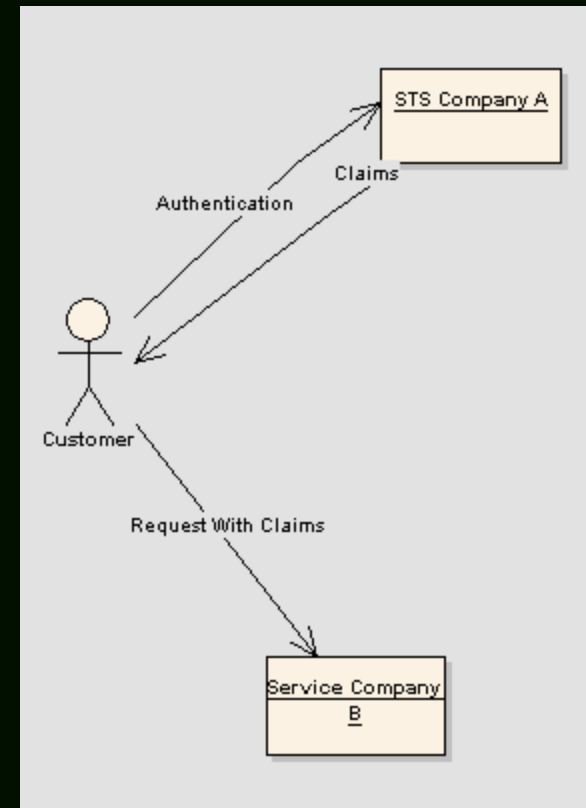 STS Company A
Claims
Authentication
Customer
Request With Claims
Service Company
B